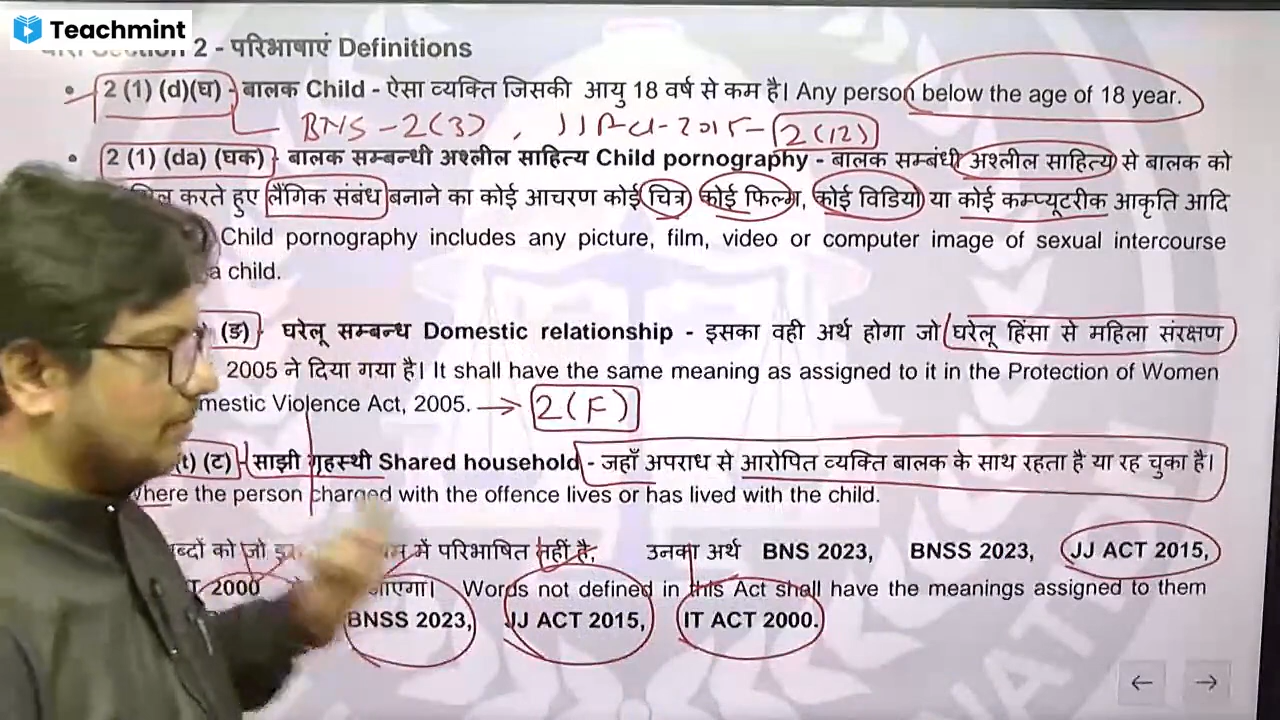 Teachmint
Section 2 - परिभाषाएं Definitions
• 2 (1) (d)(घ) - बालक Child - ऐसा व्यक्ति जिसकी आयु 18 वर्ष से कम है। Any person below the age of 18 year.
BNS - 2(3) , JJ Act - 2015 - 2(12)
• 2 (1) (da) (घक) - बालक सम्बन्धी अश्लील साहित्य Child pornography - बालक सम्बंधी अश्लील साहित्य से बालक को
करते हुए लैंगिक संबंध बनाने का कोई आचरण कोई चित्र कोई फिल्म, कोई विडियो या कोई कम्प्यूटरीक आकृति आदि
Child pornography includes any picture, film, video or computer image of sexual intercourse
a child.
(ङ) - घरेलू सम्बन्ध Domestic relationship - इसका वही अर्थ होगा जो घरेलू हिंसा से महिला संरक्षण
2005 ने दिया गया है। It shall have the same meaning as assigned to it in the Protection of Women
mestic Violence Act, 2005. → 2(F)
(t) (ट) - साझी गृहस्थी Shared household - जहाँ अपराध से आरोपित व्यक्ति बालक के साथ रहता है या रह चुका है।
where the person charged with the offence lives or has lived with the child.
ब्दों को जो में परिभाषित नहीं है, उनका अर्थ BNS 2023, BNSS 2023, JJ ACT 2015,
T 2000 जाएगा। Words not defined in this Act shall have the meanings assigned to them
BNSS 2023, JJ ACT 2015, IT ACT 2000.